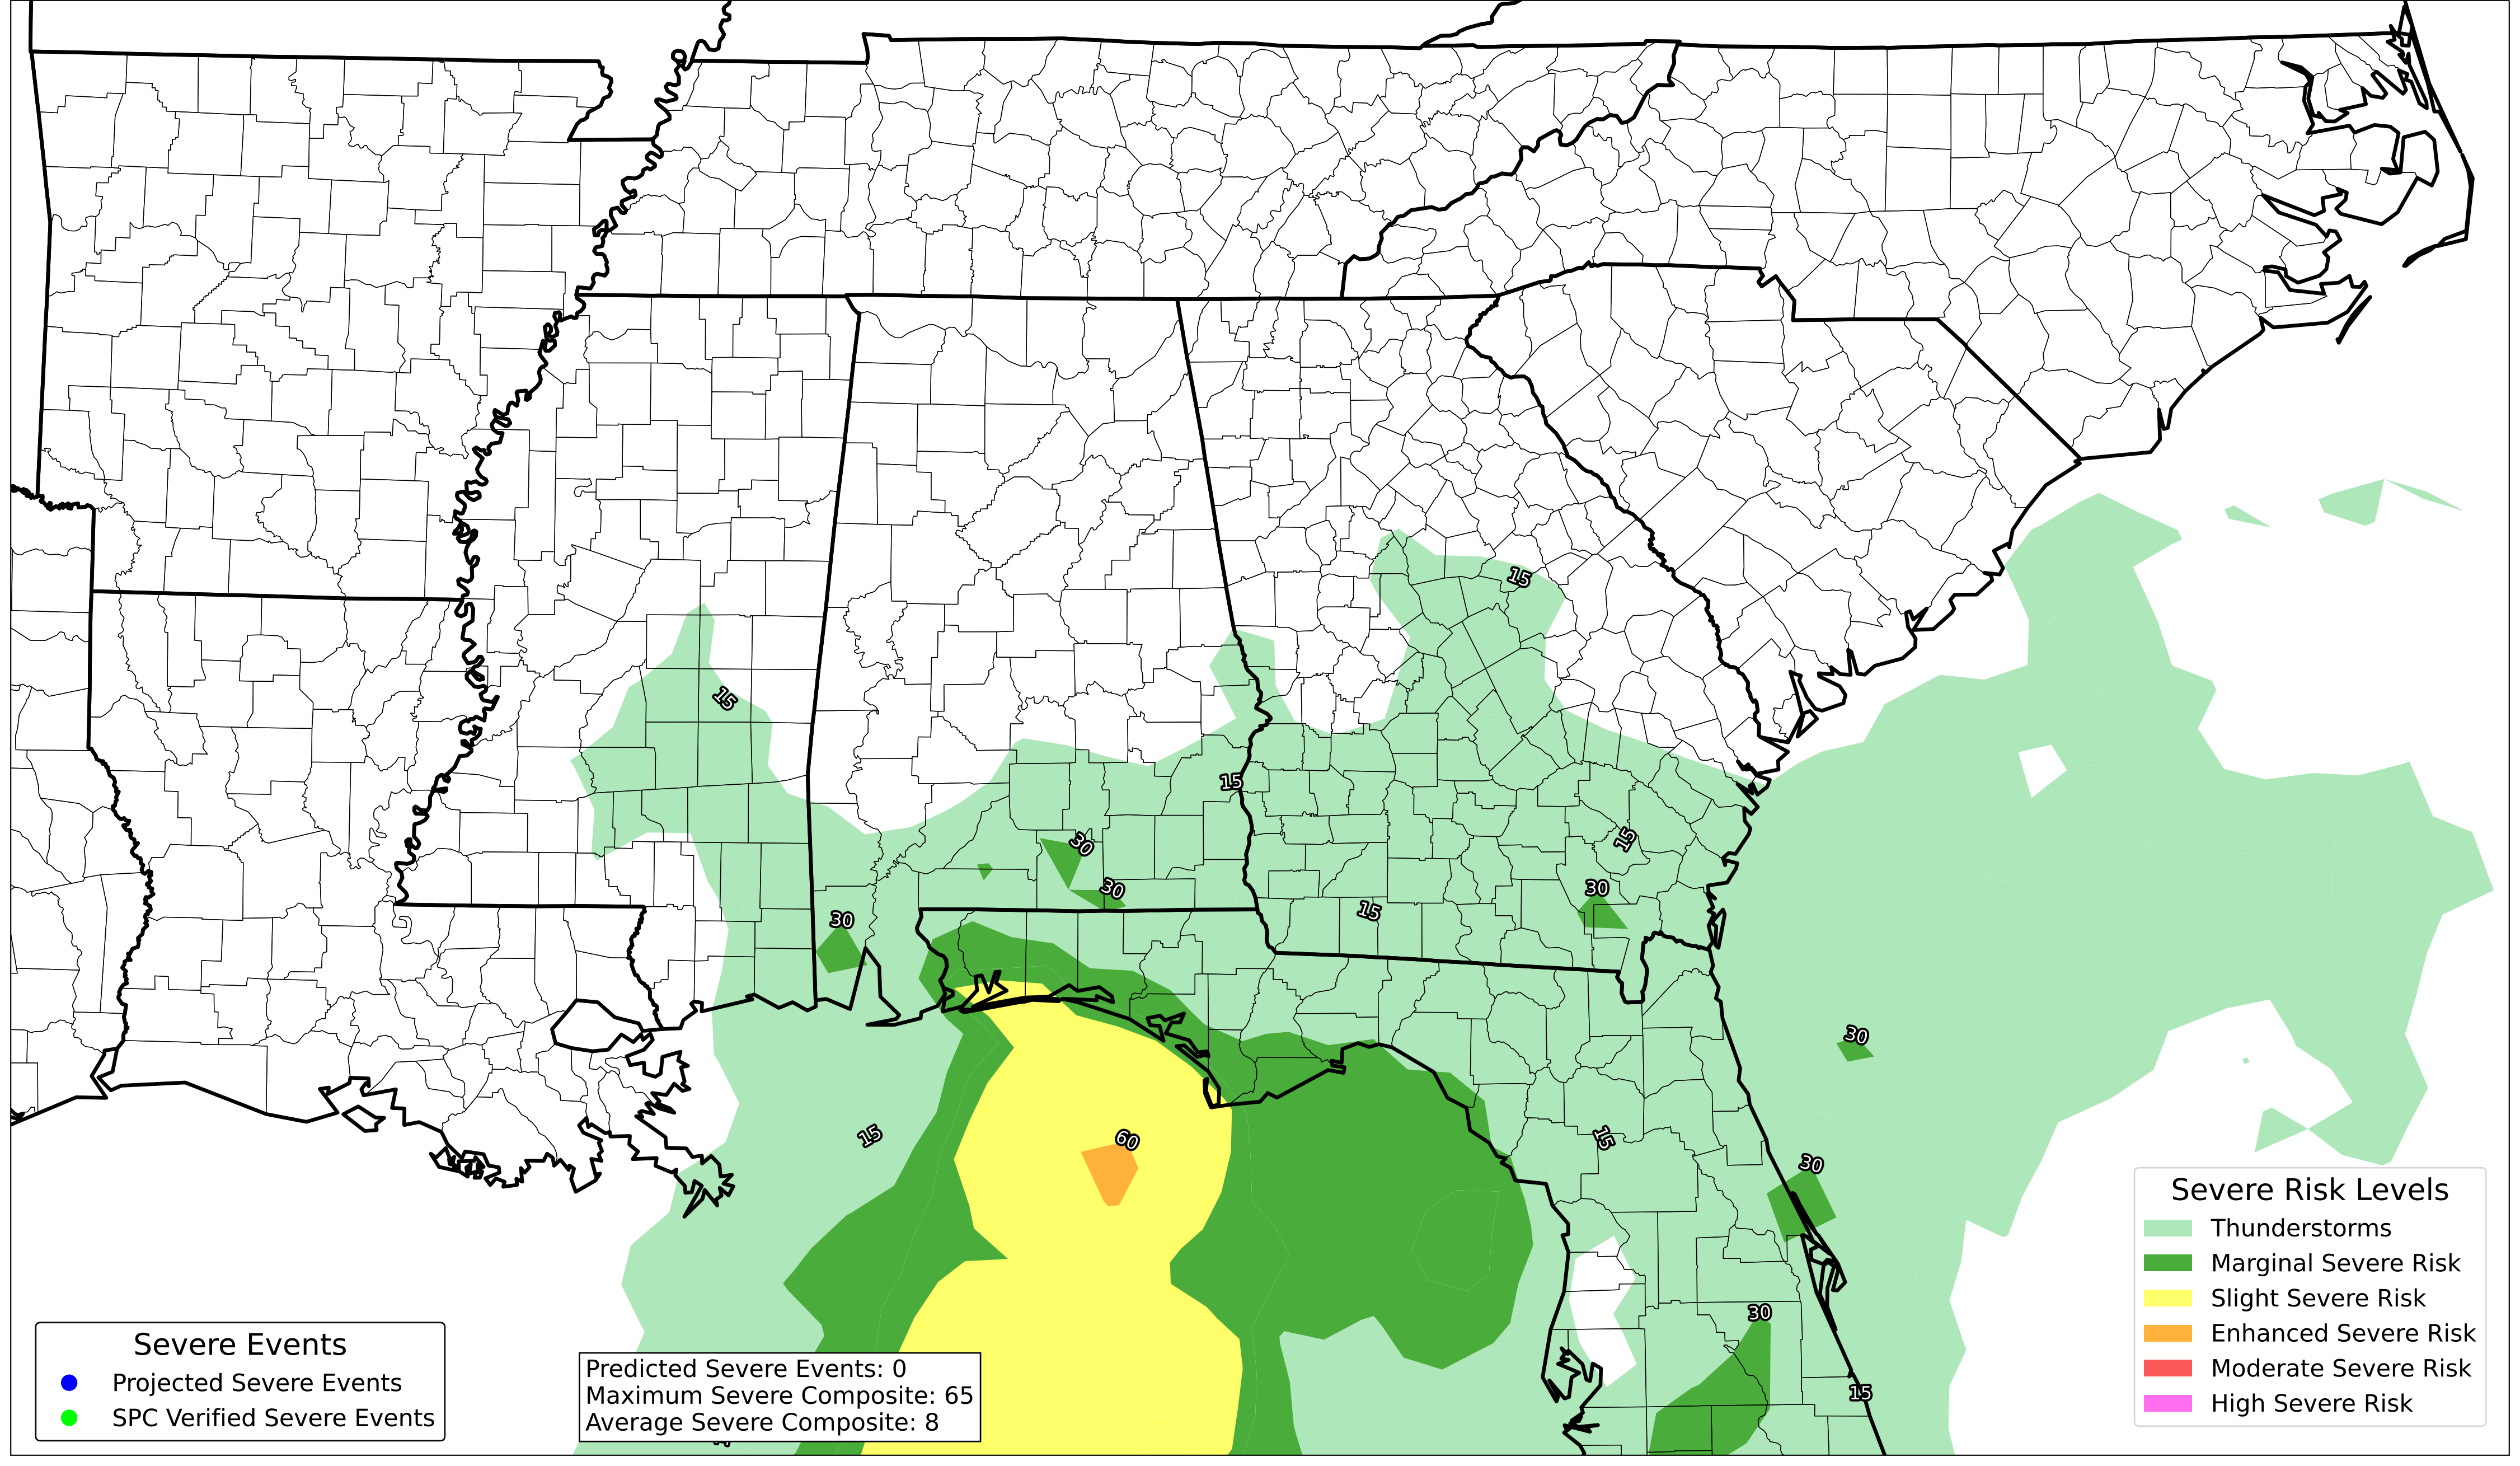 15
15
15
30
30
15
30
30
15
30
60
15
15
30
30
15
Severe Risk Levels
Thunderstorms
Marginal Severe Risk
Slight Severe Risk
Enhanced Severe Risk
Moderate Severe Risk
High Severe Risk
Severe Events
Projected Severe Events
SPC Verified Severe Events
Predicted Severe Events: 0
Maximum Severe Composite: 65
Average Severe Composite: 8